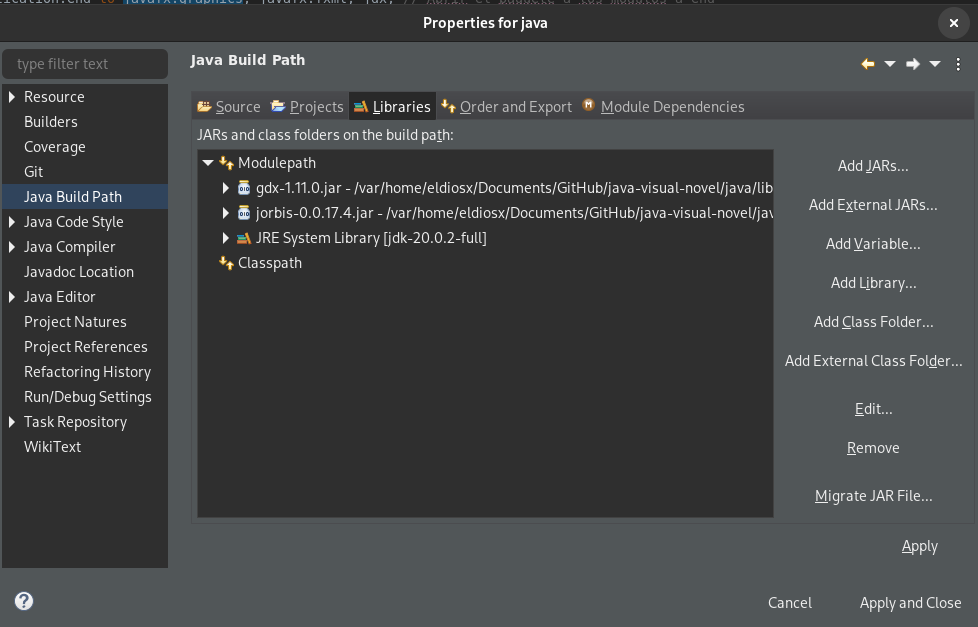 to javafx.graphics, javafx.fxml, gdx;
Properties for java
type filter text
Resource
Builders
Coverage
Git
Java Build Path
Java Code Style
Java Compiler
Javadoc Location
Java Editor
Project Natures
Project References
Refactoring History
Run/Debug Settings
Task Repository
WikiText
Java Build Path
Source Projects Libraries Order and Export Module Dependencies
JARs and class folders on the build path:
Modulepath
gdx-1.11.0.jar - /var/home/eldiosx/Documents/GitHub/java-visual-novel/java/lib
jorbis-0.0.17.4.jar - /var/home/eldiosx/Documents/GitHub/java-visual-novel/jav
JRE System Library [jdk-20.0.2-full]
Classpath
Add JARs...
Add External JARs...
Add Variable...
Add Library...
Add Class Folder...
Add External Class Folder...
Edit...
Remove
Migrate JAR File...
Apply
Cancel Apply and Close